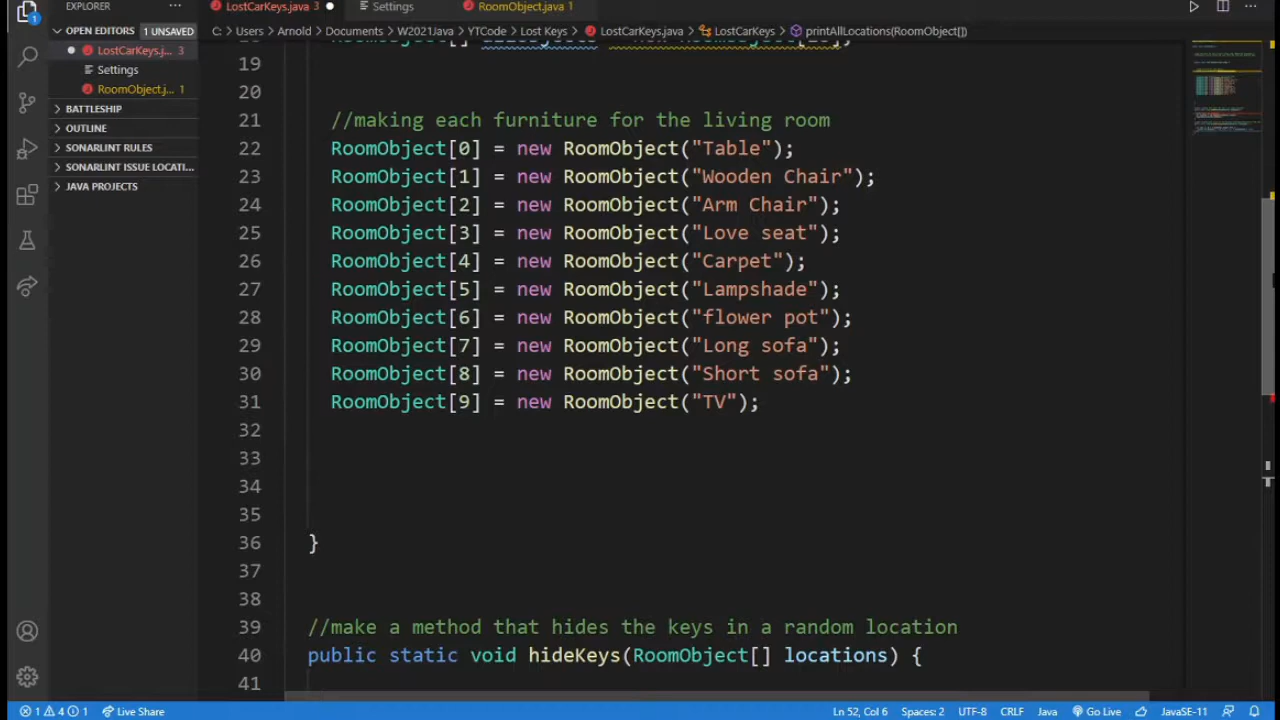 EXPLORER
LostCarKeys.java 3
Settings
RoomObject.java 1
OPEN EDITORS 1 UNSAVED
C: > Users > Arnold > Documents > W2021Java > YTCode > Lost Keys > LostCarKeys.java > LostCarKeys > printAllLocations(RoomObject[])
LostCarKeys.j... 3
Settings
RoomObject.j... 1
BATTLESHIP
OUTLINE
SONARLINT RULES
SONARLINT ISSUE LOCATI...
JAVA PROJECTS
19
20
21 //making each furniture for the living room
22 RoomObject[0] = new RoomObject("Table");
23 RoomObject[1] = new RoomObject("Wooden Chair");
24 RoomObject[2] = new RoomObject("Arm Chair");
25 RoomObject[3] = new RoomObject("Love seat");
26 RoomObject[4] = new RoomObject("Carpet");
27 RoomObject[5] = new RoomObject("Lampshade");
28 RoomObject[6] = new RoomObject("flower pot");
29 RoomObject[7] = new RoomObject("Long sofa");
30 RoomObject[8] = new RoomObject("Short sofa");
31 RoomObject[9] = new RoomObject("TV");
32
33
34
35
36 }
37
38
39 //make a method that hides the keys in a random location
40 public static void hideKeys(RoomObject[] locations) {
41
1 4 1 Live Share Ln 52, Col 6 Spaces: 2 UTF-8 CRLF Java Go Live JavaSE-11